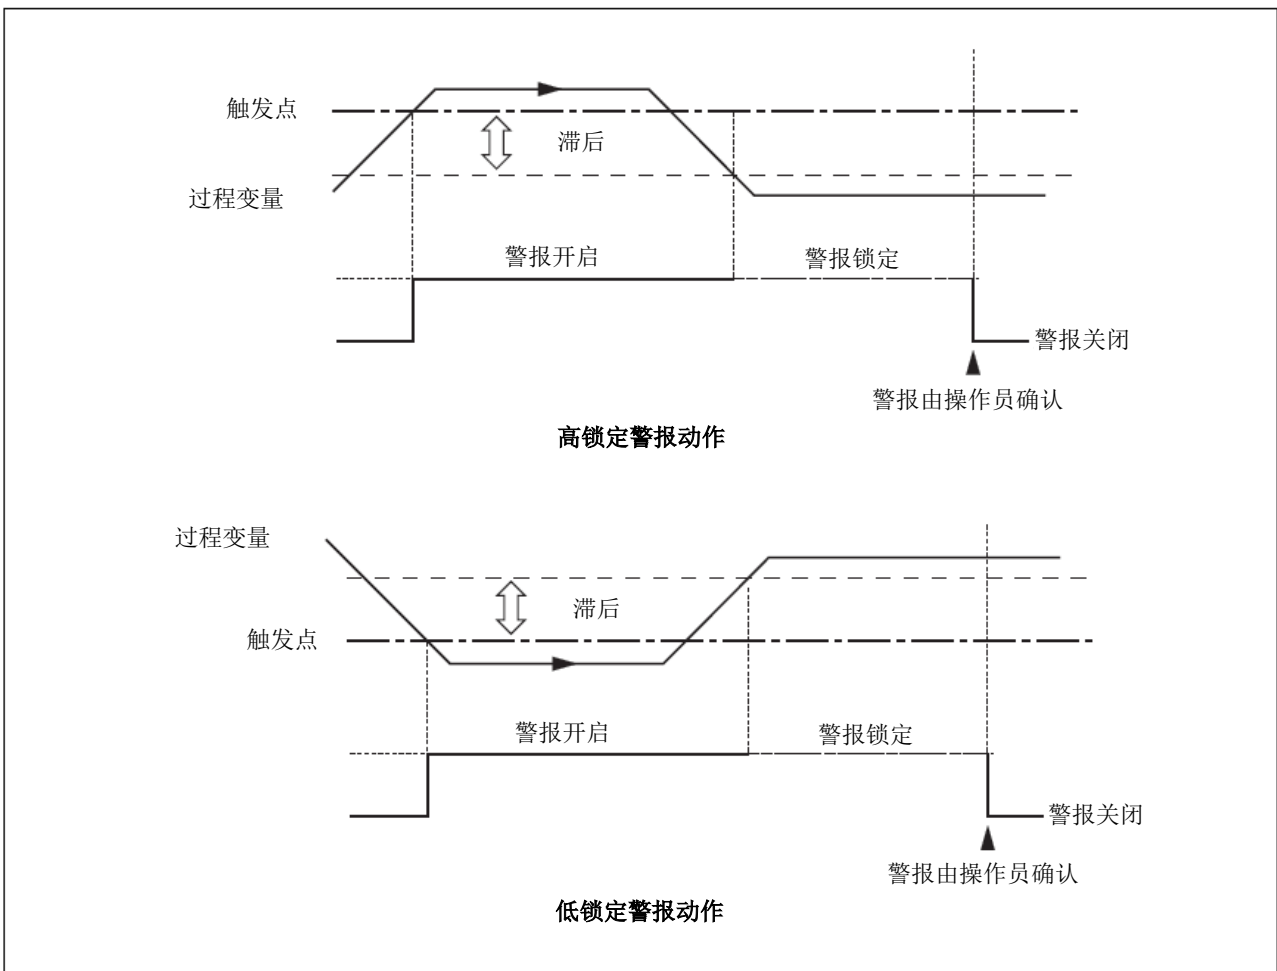 触发点
滞后
过程变量
警报开启
警报锁定
警报关闭
警报由操作员确认
高锁定警报动作
过程变量
滞后
触发点
警报开启
警报锁定
警报关闭
警报由操作员确认
低锁定警报动作